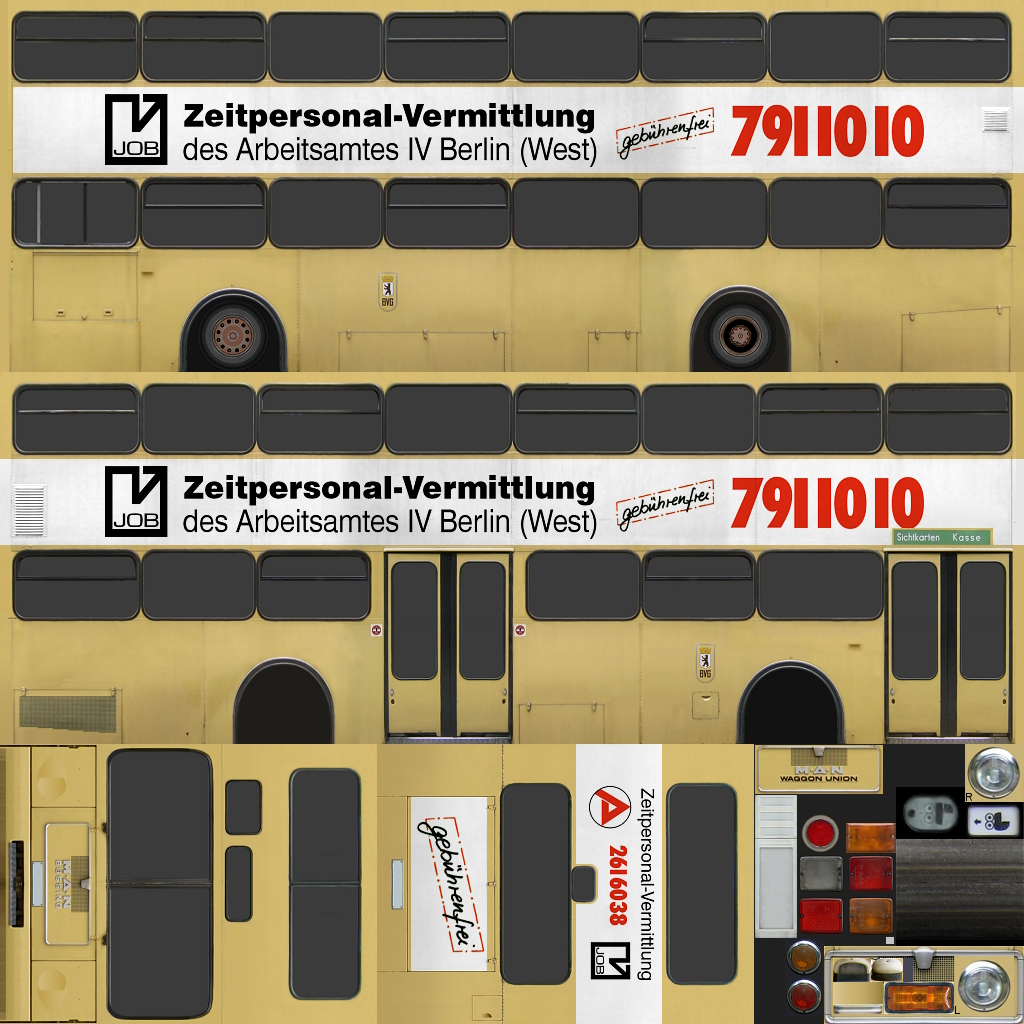 JOB
Zeitpersonal-Vermittlung
des Arbeitsamtes IV Berlin (West)
gebührenfrei
7911010
BVG
JOB
Zeitpersonal-Vermittlung
des Arbeitsamtes IV Berlin (West)
gebührenfrei
7911010
Sichtkarten Kasse
BVG
M·A·N
BÜSSING
gebührenfrei
Zeitpersonal-Vermittlung
2616038
JOB
M·A·N
WAGGON UNION
R
L